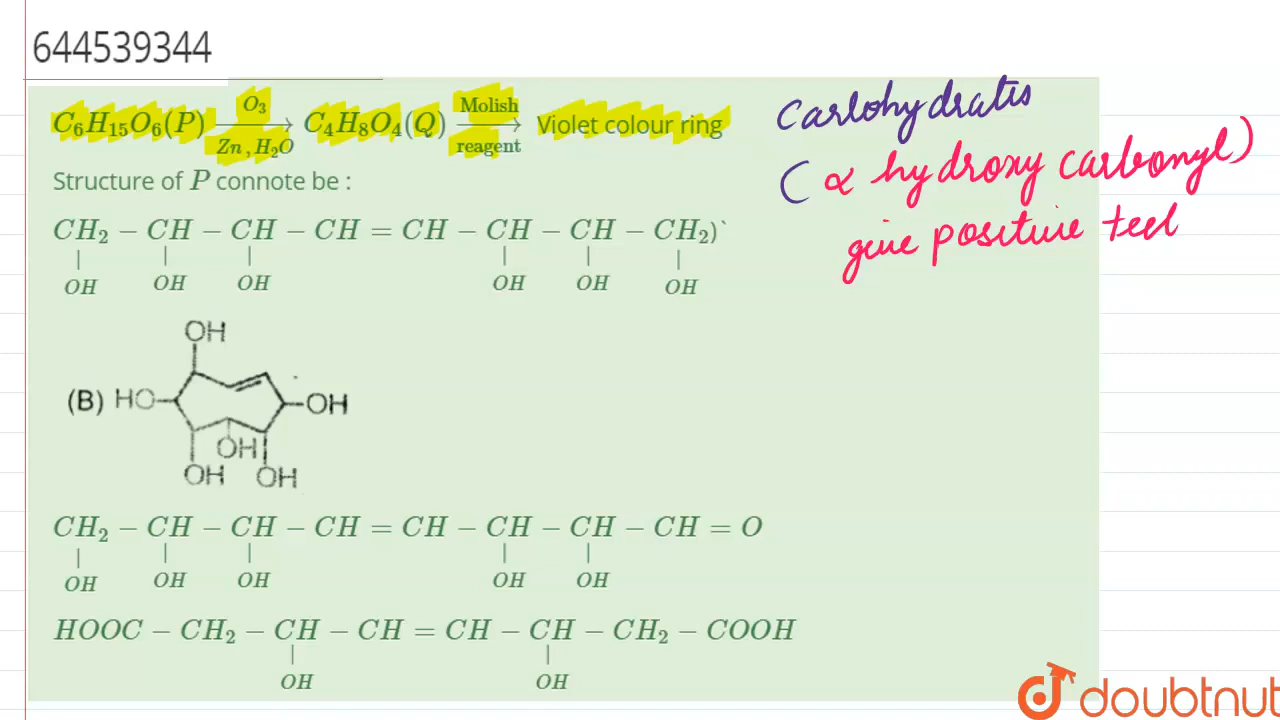 644539344
C₆H₁₅O₆(P) O₃ Zn, H₂O C₄H₈O₄(Q) Molish reagent Violet colour ring
Structure of P connote be :
CH₂ − CH − CH − CH = CH − CH − CH − CH₂)`
| | | | | |
OH OH OH OH OH OH
OH
(B) HO OH
OH
OH OH
CH₂ − CH − CH − CH = CH − CH − CH − CH = O
| | | | |
OH OH OH OH OH
HOOC − CH₂ − CH − CH = CH − CH − CH₂ − COOH
| |
OH OH
Carbohydrates
(α hydroxy carbonyl)
give positive test
doubtnut